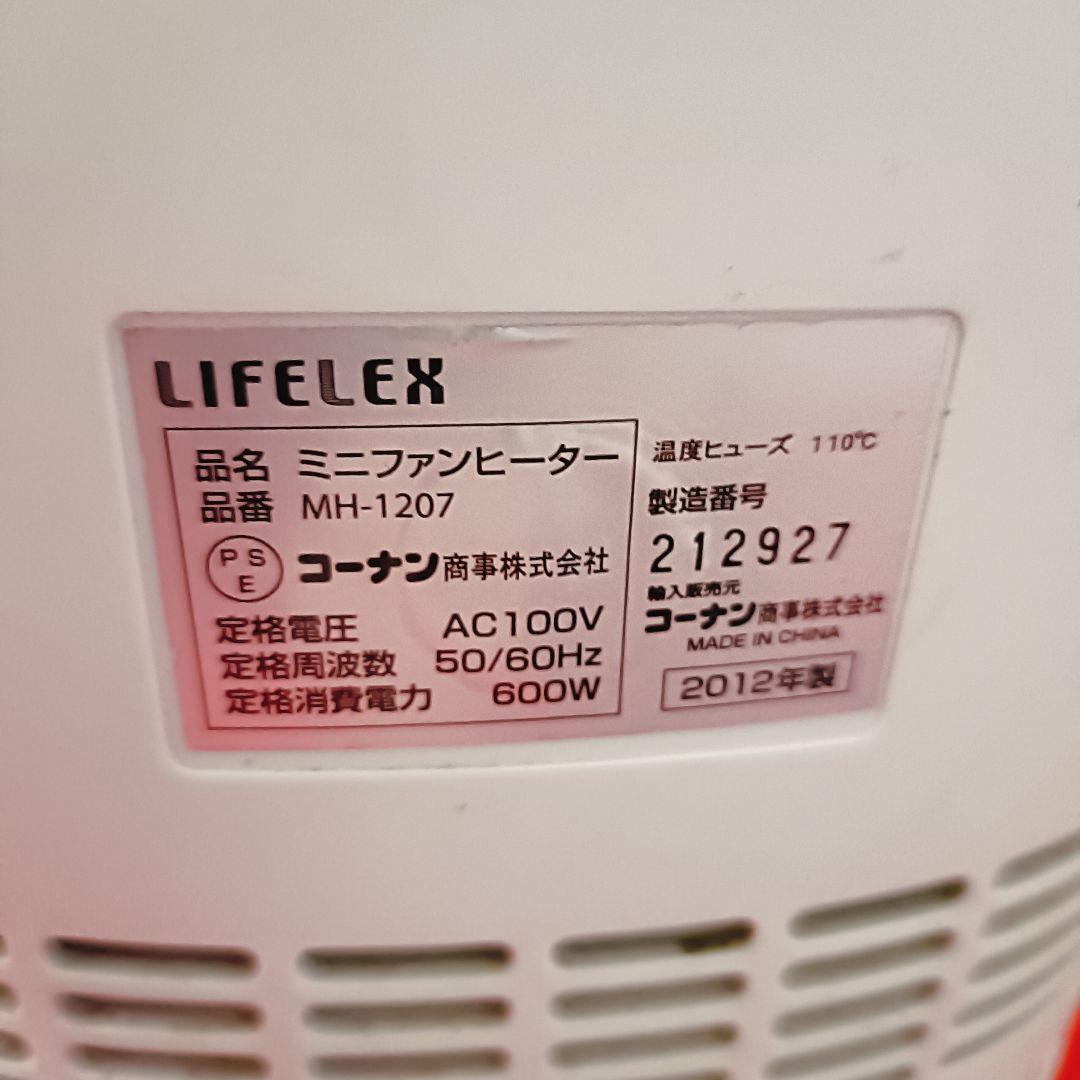 LIFELEX
品名 ミニファンヒーター
品番 MH-1207
PSE コーナン商事株式会社
定格電圧 AC100V
定格周波数 50/60Hz
定格消費電力 600W
温度ヒューズ 110℃
製造番号
212927
輸入販売元
コーナン商事株式会社
MADE IN CHINA
2012年製